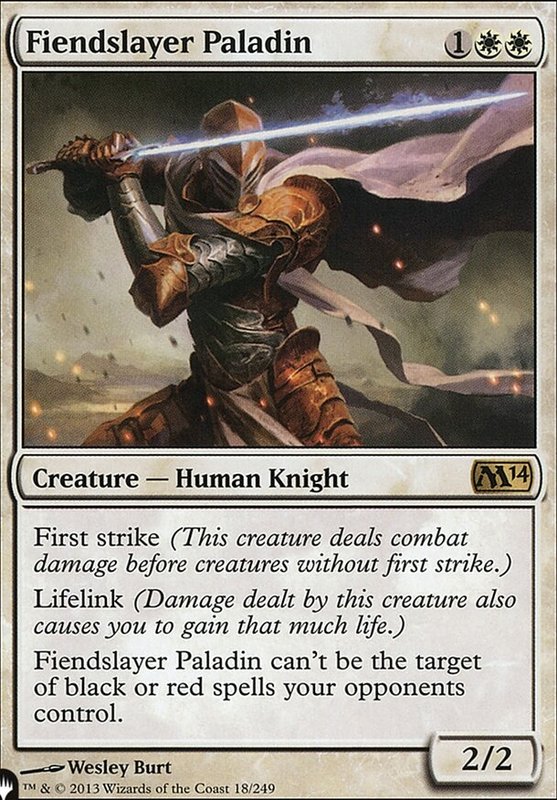 Fiendslayer Paladin 1
Creature — Human Knight M14
First strike (This creature deals combat
damage before creatures without first strike.)
Lifelink (Damage dealt by this creature also
causes you to gain that much life.)
Fiendslayer Paladin can't be the target
of black or red spells your opponents
control.
2/2
Wesley Burt
™ & © 2013 Wizards of the Coast 18/249